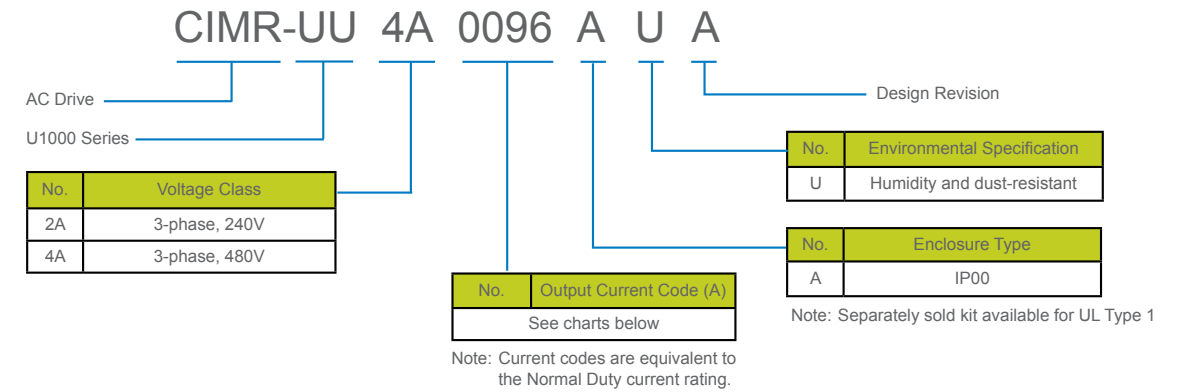 CIMR-UU 4A 0096 A U A
AC Drive
Design Revision
U1000 Series
No. Environmental Specification
U Humidity and dust-resistant
No. Voltage Class
2A 3-phase, 240V
4A 3-phase, 480V
No. Enclosure Type
A IP00
Note: Separately sold kit available for UL Type 1
No. Output Current Code (A)
See charts below
Note: Current codes are equivalent to
the Normal Duty current rating.